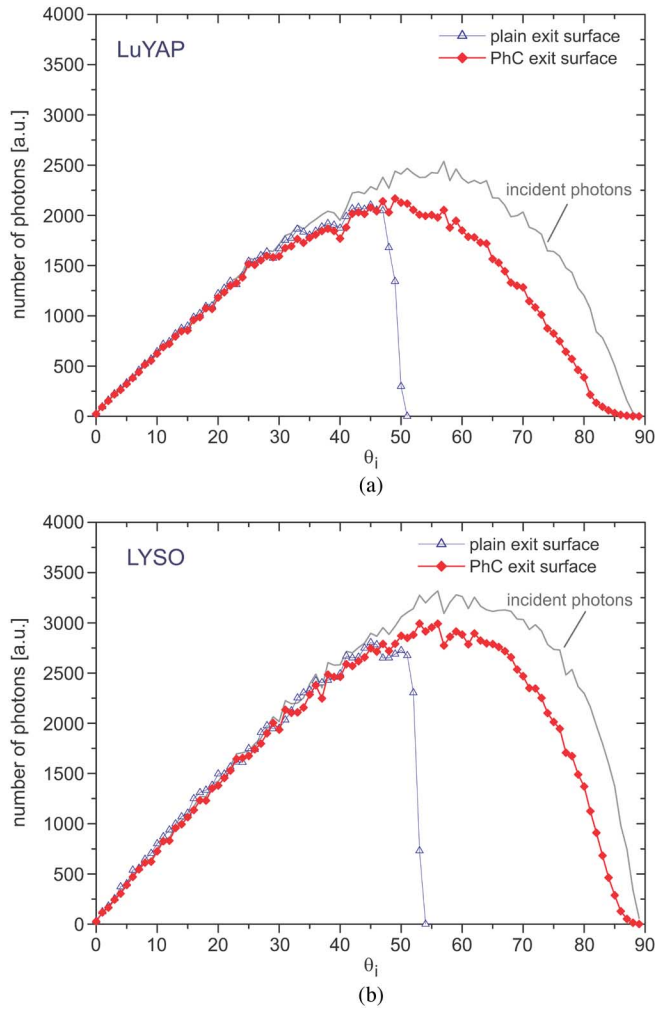 LuYAP
plain exit surface
PhC exit surface
incident photons
number of photons [a.u.]
4000
3500
3000
2500
2000
1500
1000
500
0
0 10 20 30 40 50 60 70 80 90
θi
(a)
LYSO
plain exit surface
PhC exit surface
incident photons
number of photons [a.u.]
4000
3500
3000
2500
2000
1500
1000
500
0
0 10 20 30 40 50 60 70 80 90
θi
(b)